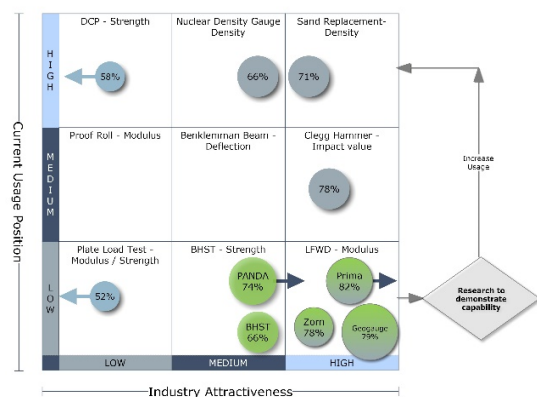 DCP - Strength
Nuclear Density Gauge
Density
Sand Replacement-
Density
HIGH
58%
66%
71%
Current Usage Position
Proof Roll - Modulus
Benklemman Beam -
Deflection
Clegg Hammer -
Impact value
MEDIUM
78%
Increase
Usage
Plate Load Test -
Modulus / Strength
BHST - Strength
LFWD - Modulus
LOW
52%
PANDA
74%
Prima
82%
BHST
66%
Zorn
78%
Geogauge
79%
Research to
demonstrate
capability
LOW
MEDIUM
HIGH
Industry Attractiveness